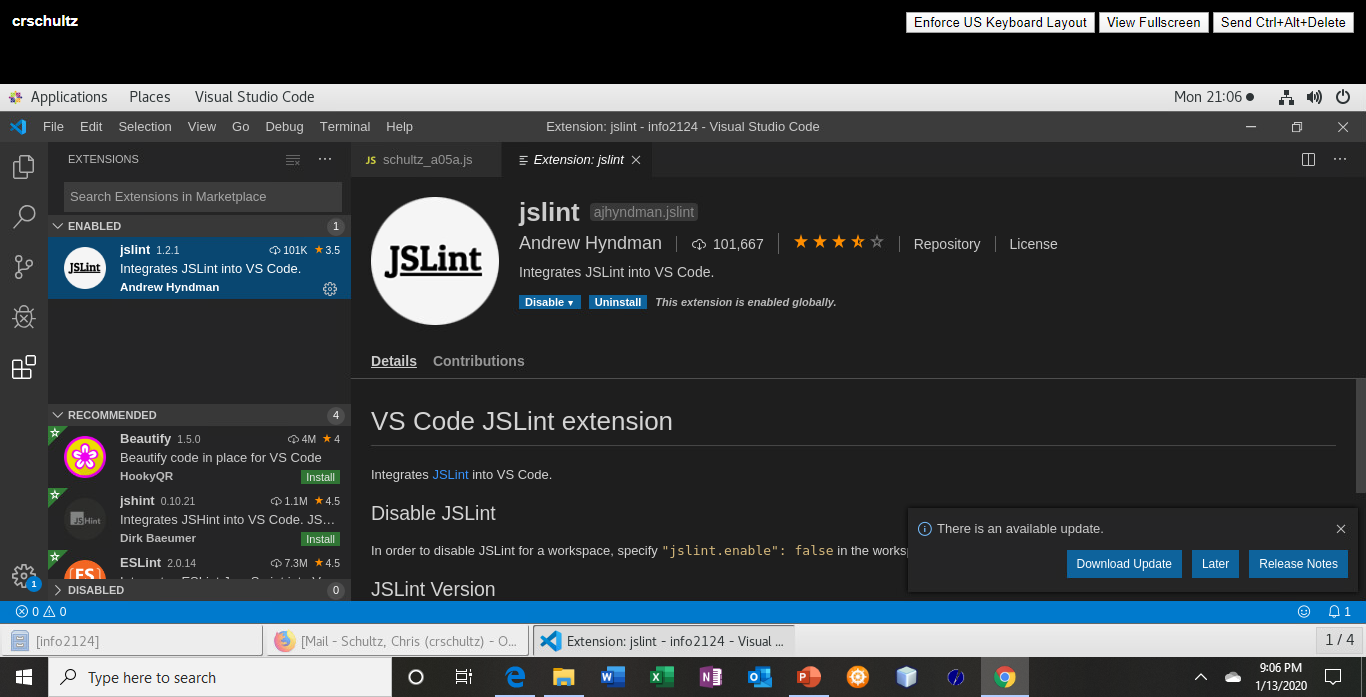 crschultz
Enforce US Keyboard Layout View Fullscreen Send Ctrl+Alt+Delete
Applications Places Visual Studio Code Mon 21:06
File Edit Selection View Go Debug Terminal Help Extension: jslint - info2124 - Visual Studio Code
EXTENSIONS
JS schultz_a05a.js Extension: jslint
Search Extensions in Marketplace
ENABLED 1
jslint 1.2.1 101K 3.5
Integrates JSLint into VS Code.
Andrew Hyndman
JSLint
RECOMMENDED 4
Beautify 1.5.0 4M 4
Beautify code in place for VS Code
HookyQR Install
jshint 0.10.21 1.1M 4.5
Integrates JSHint into VS Code. JS…
Dirk Baeumer Install
JSHint
ESLint 2.0.14 7.3M 4.5
ES
DISABLED 0
JSLint
jslint ajhyndman.jslint
Andrew Hyndman 101,667 Repository License
Integrates JSLint into VS Code.
Disable Uninstall This extension is enabled globally.
Details Contributions
VS Code JSLint extension
Integrates JSLint into VS Code.
Disable JSLint
In order to disable JSLint for a workspace, specify "jslint.enable": false in the works
JSLint Version
There is an available update.
Download Update Later Release Notes
1
0 0 1
[info2124] [Mail - Schultz, Chris (crschultz) - O... Extension: jslint - info2124 - Visual ... 1 / 4
Type here to search
9:06 PM
1/13/2020